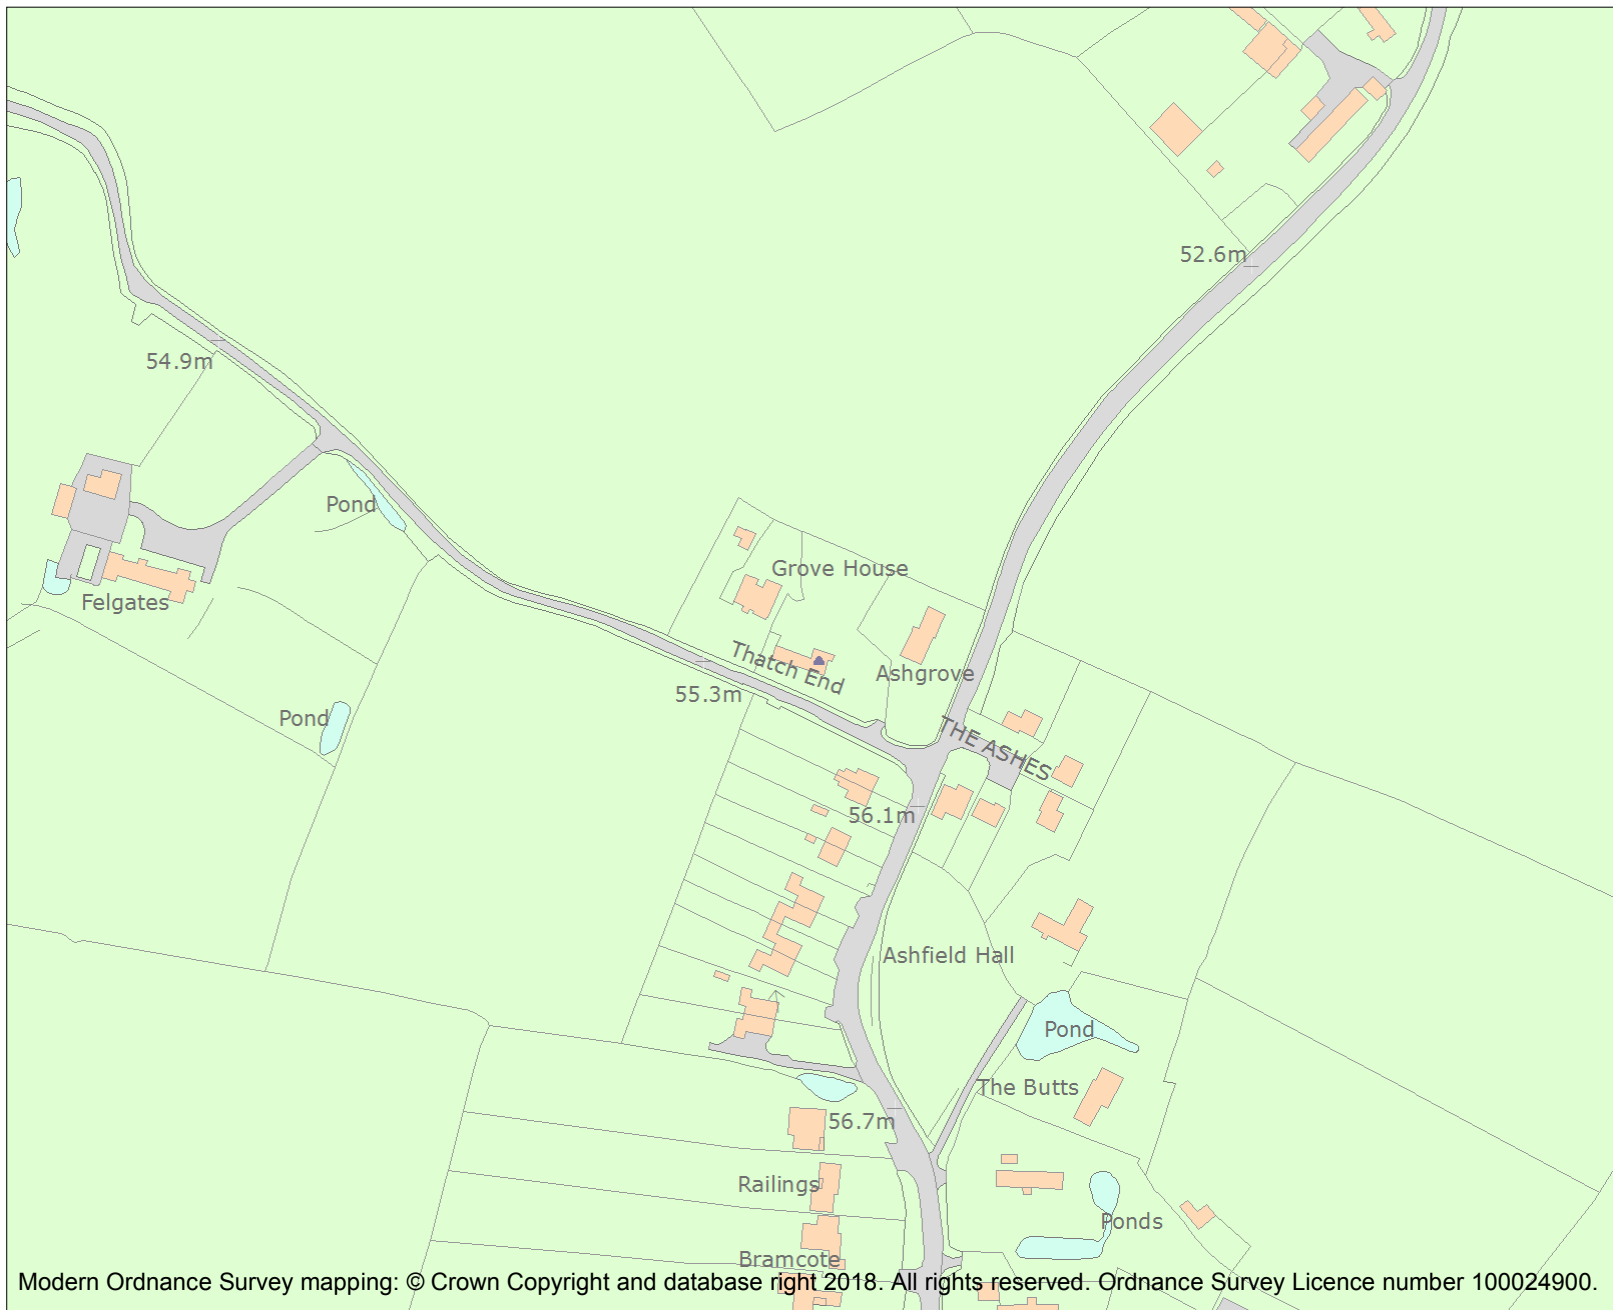 52.6m
54.9m
Pond
Grove House
Felgates
Thatch End
Ashgrove
55.3m
Pond
THE ASHES
56.1m
Ashfield Hall
Pond
The Butts
56.7m
Railings
Ponds
Bramcote
Modern Ordnance Survey mapping: © Crown Copyright and database right 2018. All rights reserved. Ordnance Survey Licence number 100024900.